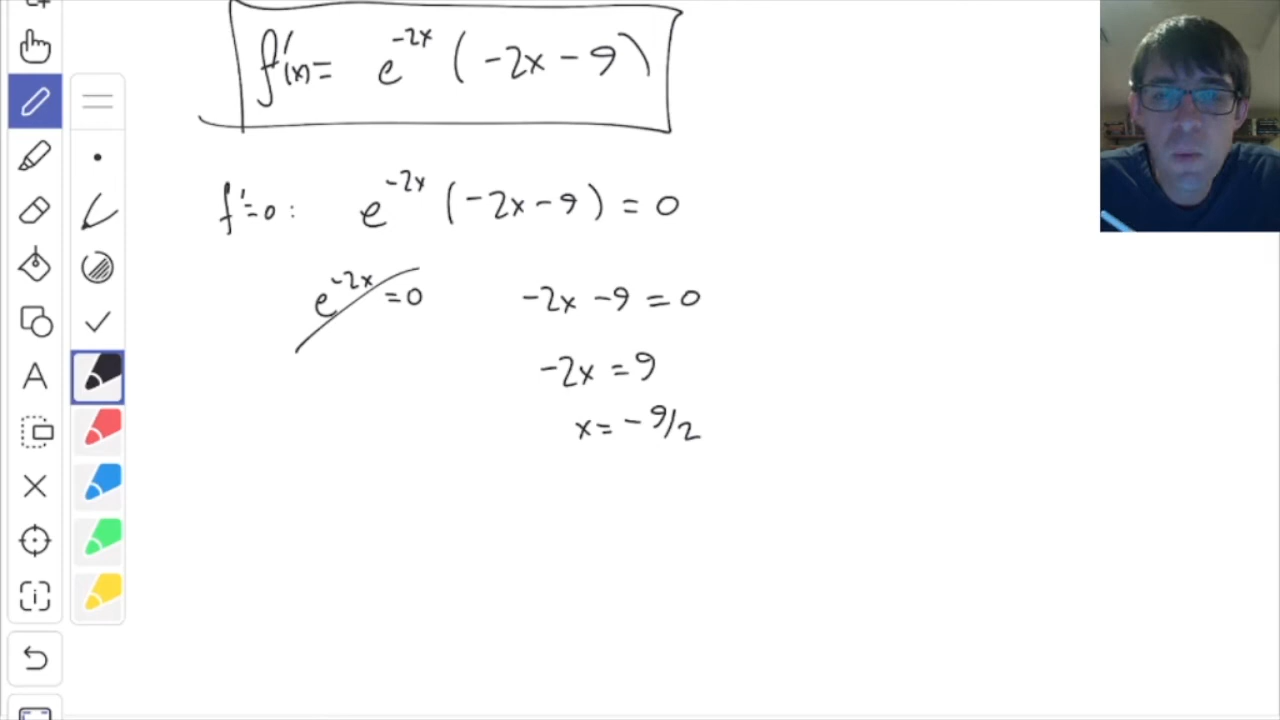 f'(x) = e^{-2x} (-2x - 9)
f'=0 : e^{-2x} (-2x-9) = 0
e^{-2x} = 0 -2x -9 = 0
-2x = 9
x = -9/2
A